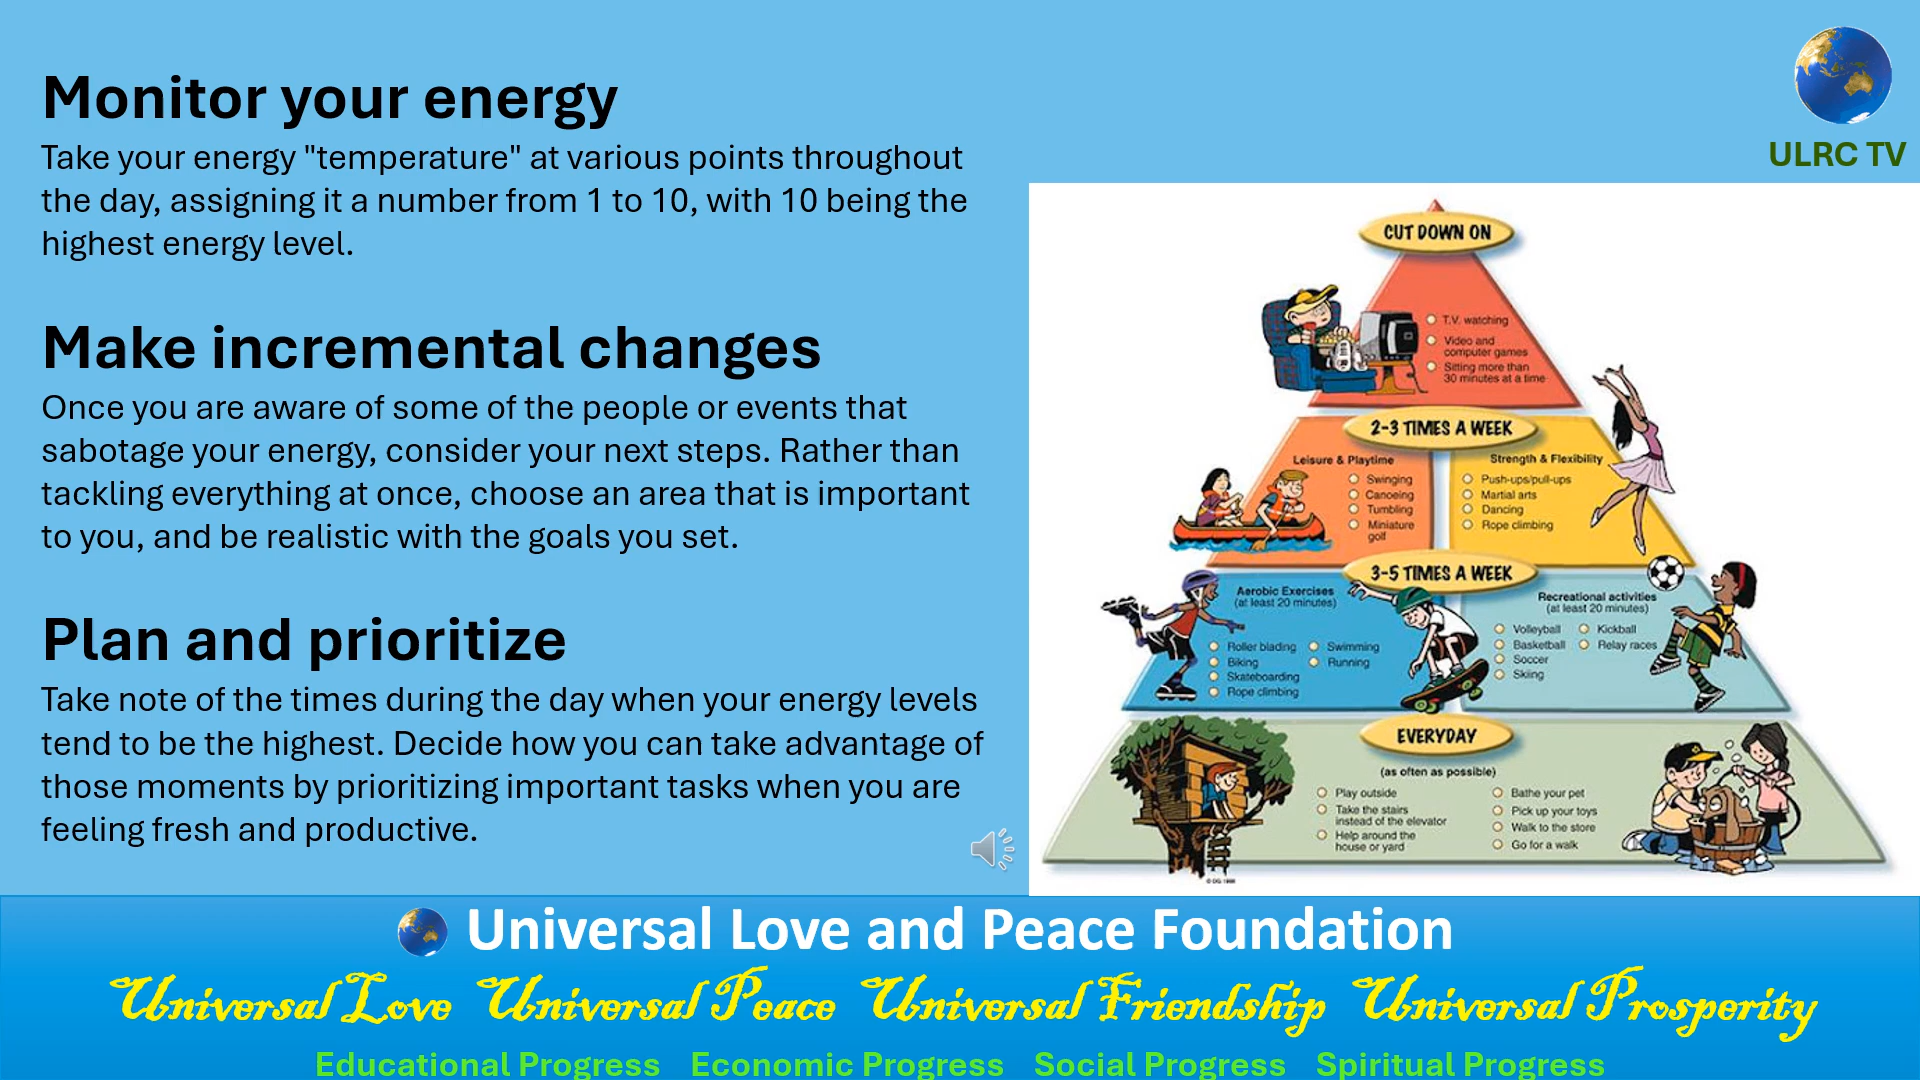 Monitor your energy
Take your energy "temperature" at various points throughout
the day, assigning it a number from 1 to 10, with 10 being the
highest energy level.
Make incremental changes
Once you are aware of some of the people or events that
sabotage your energy, consider your next steps. Rather than
tackling everything at once, choose an area that is important
to you, and be realistic with the goals you set.
Plan and prioritize
Take note of the times during the day when your energy levels
tend to be the highest. Decide how you can take advantage of
those moments by prioritizing important tasks when you are
feeling fresh and productive.
ULRC TV
CUT DOWN ON
T.V. watching
Video and
computer games
Sitting more than
30 minutes at a time
2-3 TIMES A WEEK
Leisure & Playtime
Swinging
Canoeing
Tumbling
Miniature
golf
Strength & Flexibility
Push-ups/pull-ups
Martial arts
Dancing
Rope climbing
3-5 TIMES A WEEK
Aerobic Exercises
(at least 20 minutes)
Roller blading
Biking
Skateboarding
Rope climbing
Swimming
Running
Recreational activities
(at least 20 minutes)
Volleyball
Basketball
Soccer
Skiing
Kickball
Relay races
EVERYDAY
(as often as possible)
Play outside
Take the stairs
instead of the elevator
Help around the
house or yard
Bathe your pet
Pick up your toys
Walk to the store
Go for a walk
Universal Love and Peace Foundation
Universal Love Universal Peace Universal Friendship Universal Prosperity
Educational Progress Economic Progress Social Progress Spiritual Progress